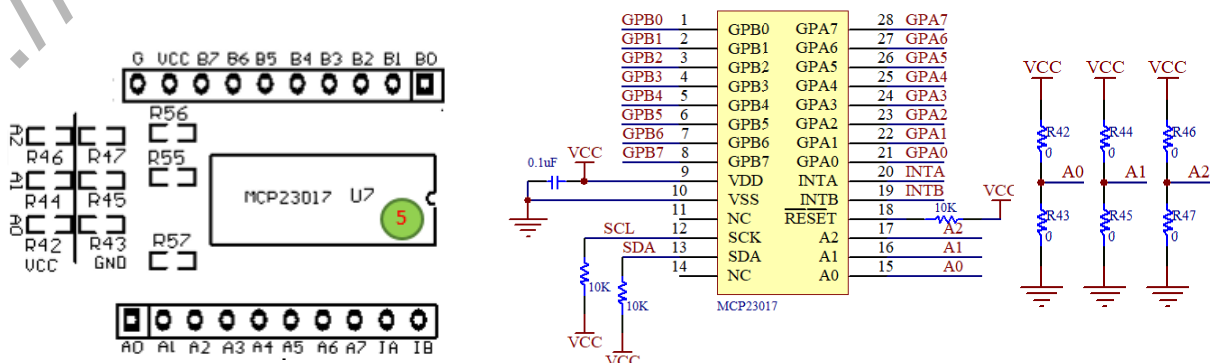 G VCC B7 B6 B5 B4 B3 B2 B1 B0
R56
A2
R46 R47 R55
MCP23017 U7
A1
R44 R45
5
A0
R42 R43 R57
VCC GND
A0 A1 A2 A3 A4 A5 A6 A7 IA IB
GPB0 1 GPB0 GPA7 28 GPA7
GPB1 2 GPB1 GPA6 27 GPA6
GPB2 3 GPB2 GPA5 26 GPA5
GPB3 4 GPB3 GPA4 25 GPA4
GPB4 5 GPB4 GPA3 24 GPA3
GPB5 6 GPB5 GPA2 23 GPA2
GPB6 7 GPB6 GPA1 22 GPA1
GPB7 8 GPB7 GPA0 21 GPA0
0.1uF VCC 9 VDD INTA 20 INTA
10 VSS INTB 19 INTB
11 NC RESET 18 10K VCC
SCL 12 SCK A2 17 A2
SDA 13 SDA A1 16 A1
14 NC A0 15 A0
10K 10K
MCP23017
VCC
VCC
VCC VCC VCC
R42 R44 R46
0 0 0
A0 A1 A2
R43 R45 R47
0 0 0